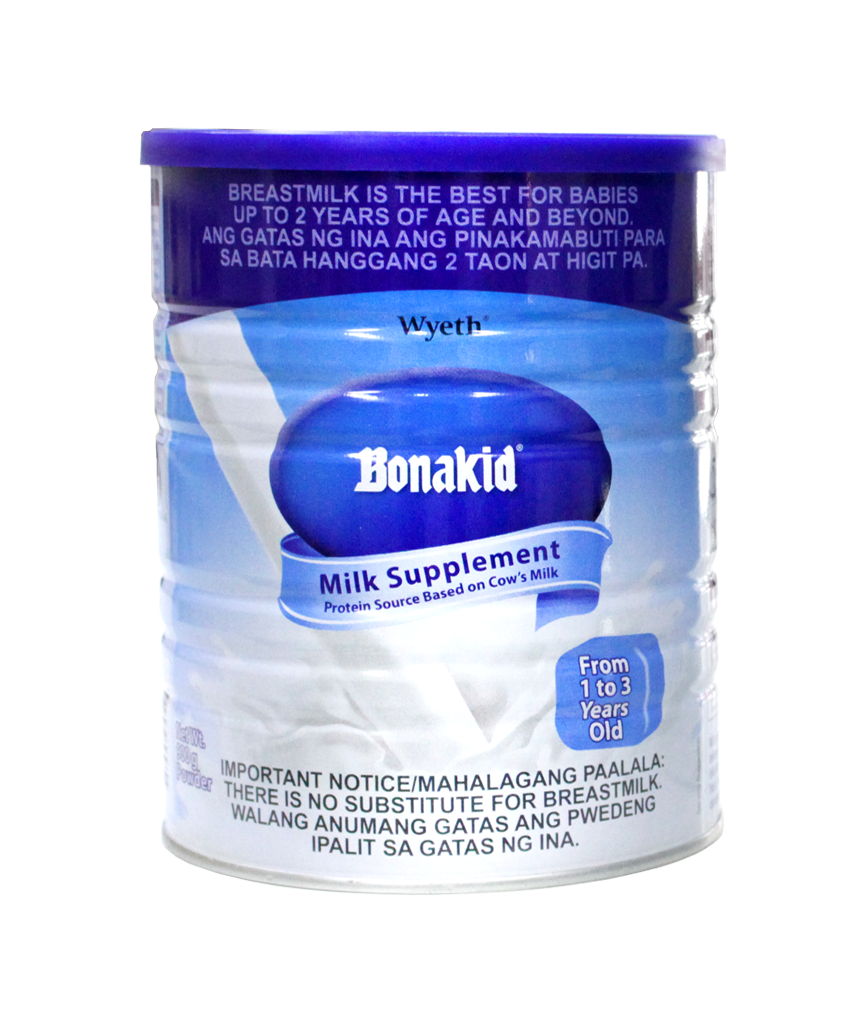 BREASTMILK IS THE BEST FOR BABIES
UP TO 2 YEARS OF AGE AND BEYOND.
ANG GATAS NG INA ANG PINAKAMABUTI PARA
SA BATA HANGGANG 2 TAON AT HIGIT PA.
Wyeth®
Bonakid®
Milk Supplement
Protein Source Based on Cow's Milk
From
1 to 3
Years
Old
Net Wt.
Powder
IMPORTANT NOTICE/MAHALAGANG PAALALA:
THERE IS NO SUBSTITUTE FOR BREASTMILK.
WALANG ANUMANG GATAS ANG PWEDENG
IPALIT SA GATAS NG INA.